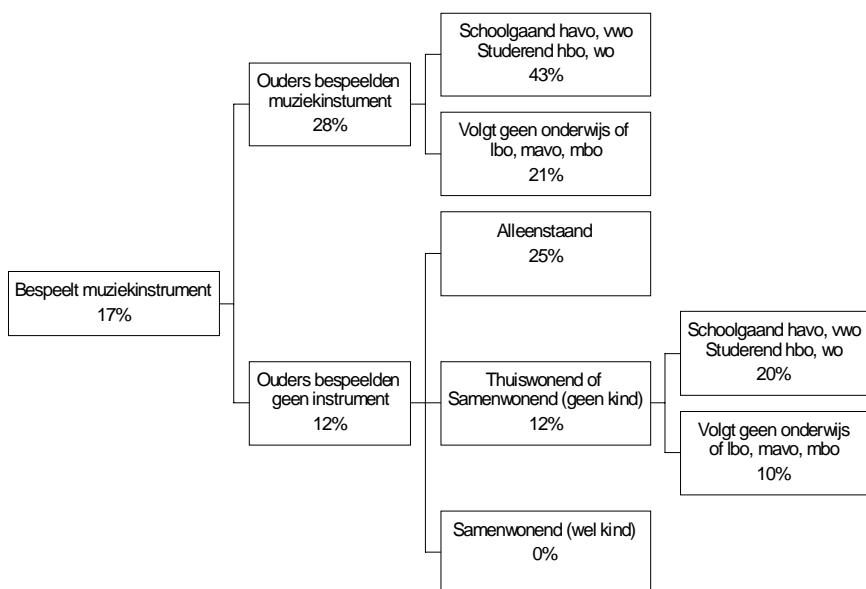 Schoolgaand havo, vwo
Studerend hbo, wo
43%
Ouders bespeelden
muziekinstument
28%
Volgt geen onderwijs of
lbo, mavo, mbo
21%
Alleenstaand
25%
Bespeelt muziekinstrument
17%
Schoolgaand havo, vwo
Studerend hbo, wo
20%
Ouders bespeelden
geen instrument
12%
Thuiswonend of
Samenwonend (geen kind)
12%
Volgt geen onderwijs
of lbo, mavo, mbo
10%
Samenwonend (wel kind)
0%